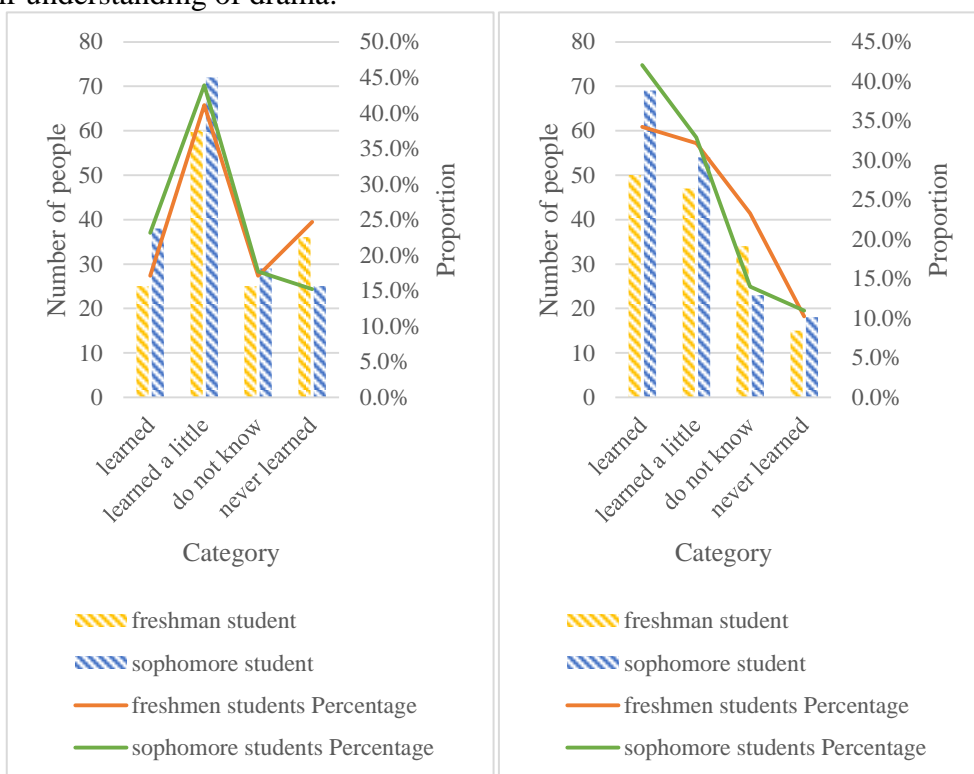 understanding of drama.
80
70
60
50
40
30
20
10
0
Number of people
50.0%
45.0%
40.0%
35.0%
30.0%
25.0%
20.0%
15.0%
10.0%
5.0%
0.0%
Proportion
learned
learned a little
do not know
never learned
Category
freshman student
sophomore student
freshmen students Percentage
sophomore students Percentage
80
70
60
50
40
30
20
10
0
Number of people
45.0%
40.0%
35.0%
30.0%
25.0%
20.0%
15.0%
10.0%
5.0%
0.0%
Proportion
learned
learned a little
do not know
never learned
Category
freshman student
sophomore student
freshmen students Percentage
sophomore students Percentage